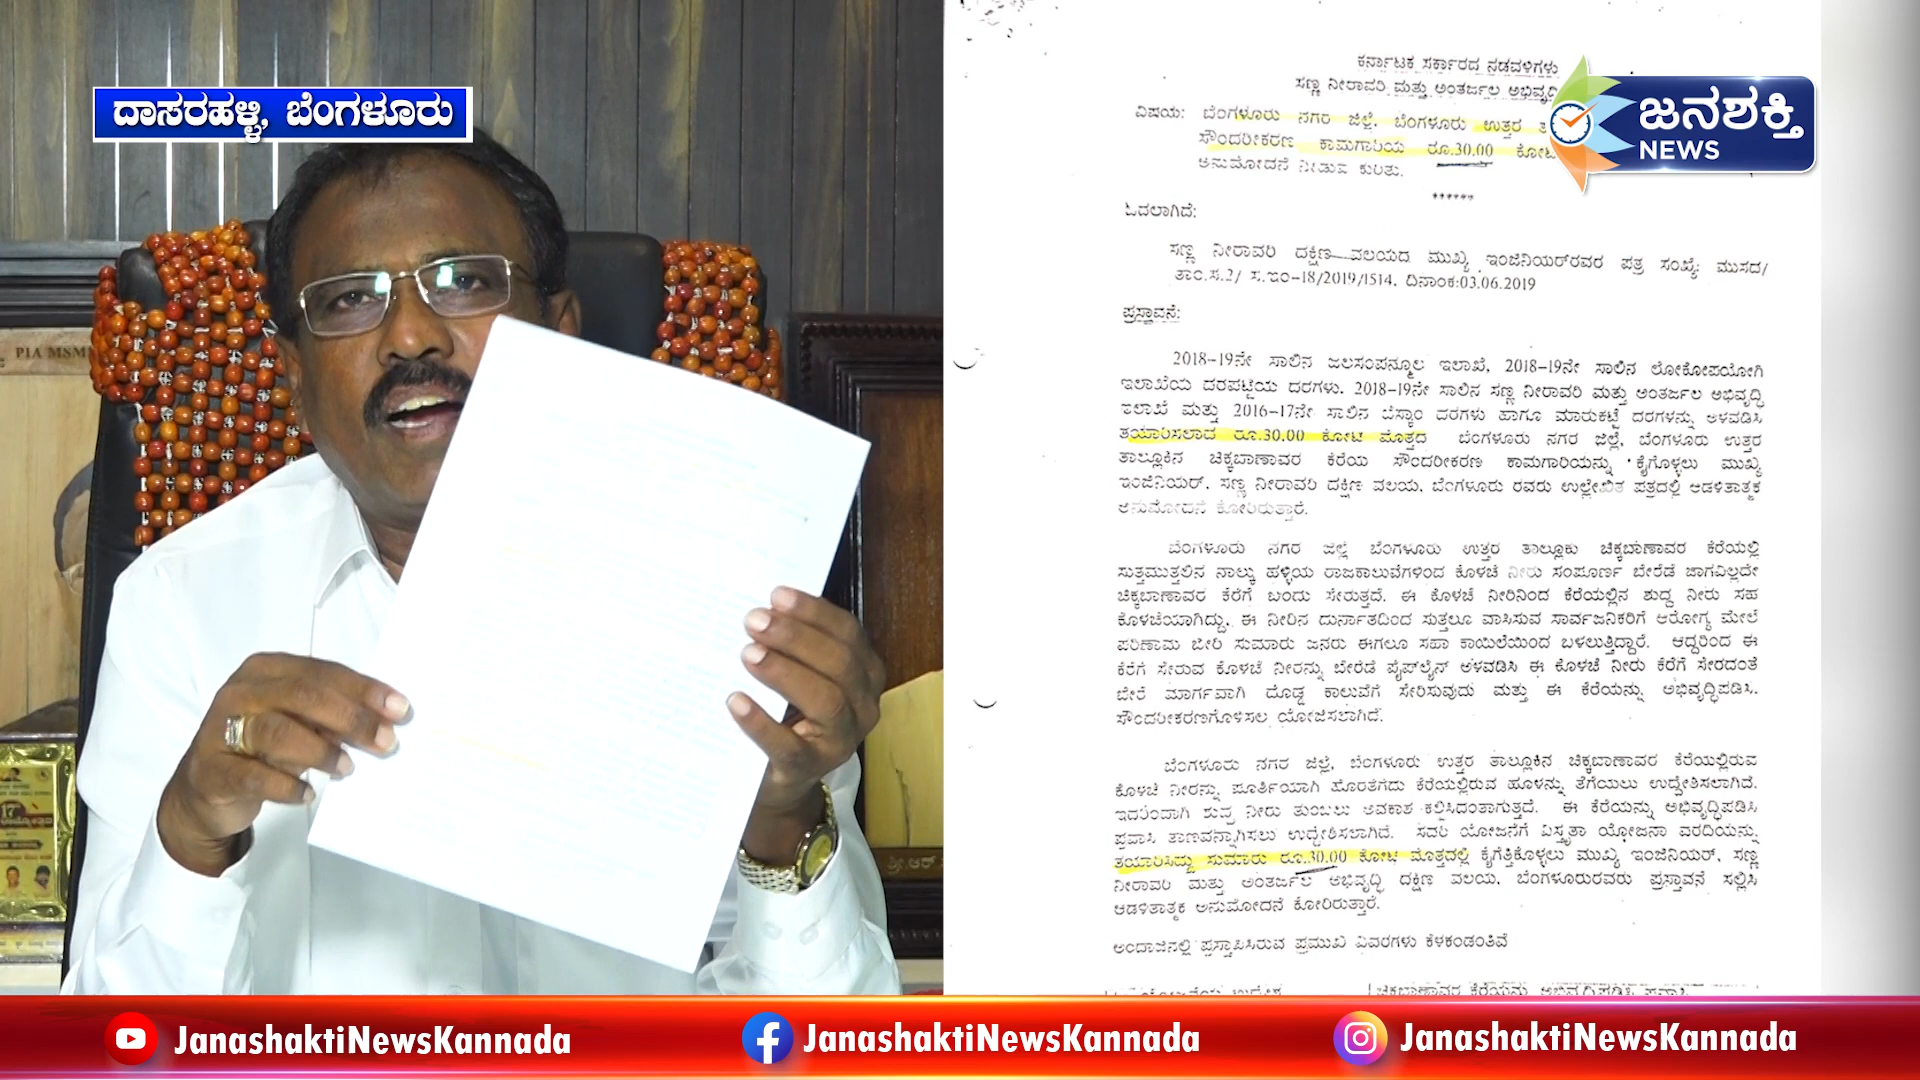 ದಾಸರಹಳ್ಳಿ, ಬೆಂಗಳೂರು
ಜನಶಕ್ತಿ
NEWS
PIA MSM
ಕರ್ನಾಟಕ ಸರ್ಕಾರದ ನಡವಳಿಗಳು
ಸಣ್ಣ ನೀರಾವರಿ ಮತ್ತು ಅಂತರ್ಜಲ ಅಭಿವೃದ್ಧಿ
ವಿಷಯ: ಬೆಂಗಳೂರು ನಗರ ಜಿಲ್ಲೆ, ಬೆಂಗಳೂರು ಉತ್ತರ
ಸೌಂದರೀಕರಣ ಕಾಮಗಾರಿಯ ರೂ.30.00 ಕೋಟಿ
ಅನುಮೋದನೆ ನೀಡುವ ಕುರಿತು.
******
ಓದಲಾಗಿದೆ:
ಸಣ್ಣ ನೀರಾವರಿ ದಕ್ಷಿಣ ವಲಯದ ಮುಖ್ಯ ಇಂಜಿನಿಯರ್‌ರವರ ಪತ್ರ ಸಂಖ್ಯೆ: ಮುಸದ/
ತಾಂ.ಸ.2/ ಸ.ಇಂ-18/2019/1514, ದಿನಾಂಕ:03.06.2019
ಪ್ರಸ್ತಾವನೆ:
2018-19ನೇ ಸಾಲಿನ ಜಲಸಂಪನ್ಮೂಲ ಇಲಾಖೆ, 2018-19ನೇ ಸಾಲಿನ ಲೋಕೋಪಯೋಗಿ
ಇಲಾಖೆಯ ದರಪಟ್ಟಿಯ ದರಗಳು. 2018-19ನೇ ಸಾಲಿನ ಸಣ್ಣ ನೀರಾವರಿ ಮತ್ತು ಅಂತರ್ಜಲ ಅಭಿವೃದ್ಧಿ
ಇಲಾಖೆ ಮತ್ತು 2016-17ನೇ ಸಾಲಿನ ಬೆಸ್ಕಾಂ ದರಗಳು ಹಾಗೂ ಮಾರುಕಟ್ಟೆ ದರಗಳನ್ನು ಅಳವಡಿಸಿ
ತಯಾರಿಸಲಾದ ರೂ.30.00 ಕೋಟಿ ಮೊತ್ತದ ಬೆಂಗಳೂರು ನಗರ ಜಿಲ್ಲೆ, ಬೆಂಗಳೂರು ಉತ್ತರ
ತಾಲ್ಲೂಕಿನ ಚಿಕ್ಕಬಾಣಾವರ ಕೆರೆಯ ಸೌಂದರೀಕರಣ ಕಾಮಗಾರಿಯನ್ನು ಕೈಗೊಳ್ಳಲು ಮುಖ್ಯ
ಇಂಜಿನಿಯರ್, ಸಣ್ಣ ನೀರಾವರಿ ದಕ್ಷಿಣ ವಲಯ, ಬೆಂಗಳೂರು ರವರು ಉಲ್ಲೇಖಿತ ಪತ್ರದಲ್ಲಿ ಆಡಳಿತಾತ್ಮಕ
ಅನುಮೋದನೆ ಕೋರಿರುತ್ತಾರೆ.
ಬೆಂಗಳೂರು ನಗರ ಜಿಲ್ಲೆ ಬೆಂಗಳೂರು ಉತ್ತರ ತಾಲ್ಲೂಕು ಚಿಕ್ಕಬಾಣಾವರ ಕೆರೆಯಲ್ಲಿ
ಸುತ್ತಮುತ್ತಲಿನ ನಾಲ್ಕು ಹಳ್ಳಿಯ ರಾಜಕಾಲುವೆಗಳಿಂದ ಕೊಳಚೆ ನೀರು ಸಂಪೂರ್ಣ ಬೇರೆಡೆ ಜಾಗವಿಲ್ಲದೇ
ಚಿಕ್ಕಬಾಣಾವರ ಕೆರೆಗೆ ಬಂದು ಸೇರುತ್ತದೆ. ಈ ಕೊಳಚೆ ನೀರಿನಿಂದ ಕೆರೆಯಲ್ಲಿನ ಶುದ್ದ ನೀರು ಸಹ
ಕೊಳಚೆಯಾಗಿದ್ದು, ಈ ನೀರಿನ ದುರ್ನಾತದಿಂದ ಸುತ್ತಲೂ ವಾಸಿಸುವ ಸಾರ್ವಜನಿಕರಿಗೆ ಆರೋಗ್ಯ ಮೇಲೆ
ಪರಿಣಾಮ ಬೀರಿ ಸುಮಾರು ಜನರು ಈಗಲೂ ಸಹಾ ಕಾಯಿಲೆಯಿಂದ ಬಳಲುತ್ತಿದ್ದಾರೆ. ಆದ್ದರಿಂದ ಈ
ಕೆರೆಗೆ ಸೇರುವ ಕೊಳಚೆ ನೀರನ್ನು ಬೇರೆಡೆ ಪೈಪ್‌ಲೈನ್ ಅಳವಡಿಸಿ ಈ ಕೊಳಚೆ ನೀರು ಕೆರೆಗೆ ಸೇರದಂತೆ
ಬೇರೆ ಮಾರ್ಗವಾಗಿ ದೊಡ್ಡ ಕಾಲುವೆಗೆ ಸೇರಿಸುವುದು ಮತ್ತು ಈ ಕೆರೆಯನ್ನು ಅಭಿವೃದ್ಧಿಪಡಿಸಿ,
ಸೌಂದರೀಕರಣಗೊಳಿಸಲ ಯೋಜಿಸಲಾಗಿದೆ.
ಬೆಂಗಳೂರು ನಗರ ಜಿಲ್ಲೆ, ಬೆಂಗಳೂರು ಉತ್ತರ ತಾಲ್ಲೂಕಿನ ಚಿಕ್ಕಬಾಣಾವರ ಕೆರೆಯಲ್ಲಿರುವ
ಕೊಳಚೆ ನೀರನ್ನು ಪೂರ್ತಿಯಾಗಿ ಹೊರತೆಗೆದು ಕೆರೆಯಲ್ಲಿರುವ ಹೂಳನ್ನು ತೆಗೆಯಲು ಉದ್ದೇಶಿಸಲಾಗಿದೆ.
ಇದರಿಂದಾಗಿ ಶುದ್ಧ ನೀರು ತುಂಬಲು ಅವಕಾಶ ಕಲ್ಪಿಸಿದಂತಾಗುತ್ತದೆ. ಈ ಕೆರೆಯನ್ನು ಅಭಿವೃದ್ಧಿಪಡಿಸಿ
ಪ್ರವಾಸಿ ತಾಣವನ್ನಾಗಿಸಲು ಉದ್ದೇಶಿಸಲಾಗಿದೆ. ಸದರಿ ಯೋಜನೆಗೆ ವಿಸ್ತೃತಾ ಯೋಜನಾ ವರದಿಯನ್ನು
ತಯಾರಿಸಿದ್ದು ಸುಮಾರು ರೂ.30.00 ಕೋಟಿ ಮೊತ್ತದಲ್ಲಿ ಕೈಗೆತ್ತಿಕೊಳ್ಳಲು ಮುಖ್ಯ ಇಂಜಿನಿಯರ್, ಸಣ್ಣ
ನೀರಾವರಿ ಮತ್ತು ಅಂತರ್ಜಲ ಅಭಿವೃದ್ಧಿ ದಕ್ಷಿಣ ವಲಯ, ಬೆಂಗಳೂರುರವರು ಪ್ರಸ್ತಾವನೆ ಸಲ್ಲಿಸಿ
ಆಡಳಿತಾತ್ಮಕ ಅನುಮೋದನೆ ಕೋರಿರುತ್ತಾರೆ.
ಅಂದಾಜಿನಲ್ಲಿ ಪ್ರಸ್ತಾಪಿಸಿರುವ ಪ್ರಮುಖ ವಿವರಗಳು ಕೆಳಕಂಡಂತಿವೆ
ಚಿಕ್ಕಬಾಣಾವರ ಕೆರೆಯನ್ನು ಅಭಿವೃದ್ಧಿಪಡಿಸಿ ಪ್ರವಾಸಿ
JanashaktiNewsKannada
JanashaktiNewsKannada
JanashaktiNewsKannada